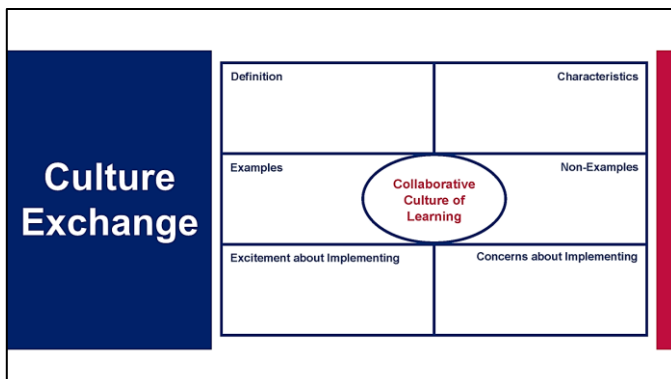 Culture
Exchange
Definition
Characteristics
Examples
Non-Examples
Collaborative
Culture of
Learning
Excitement about Implementing
Concerns about Implementing